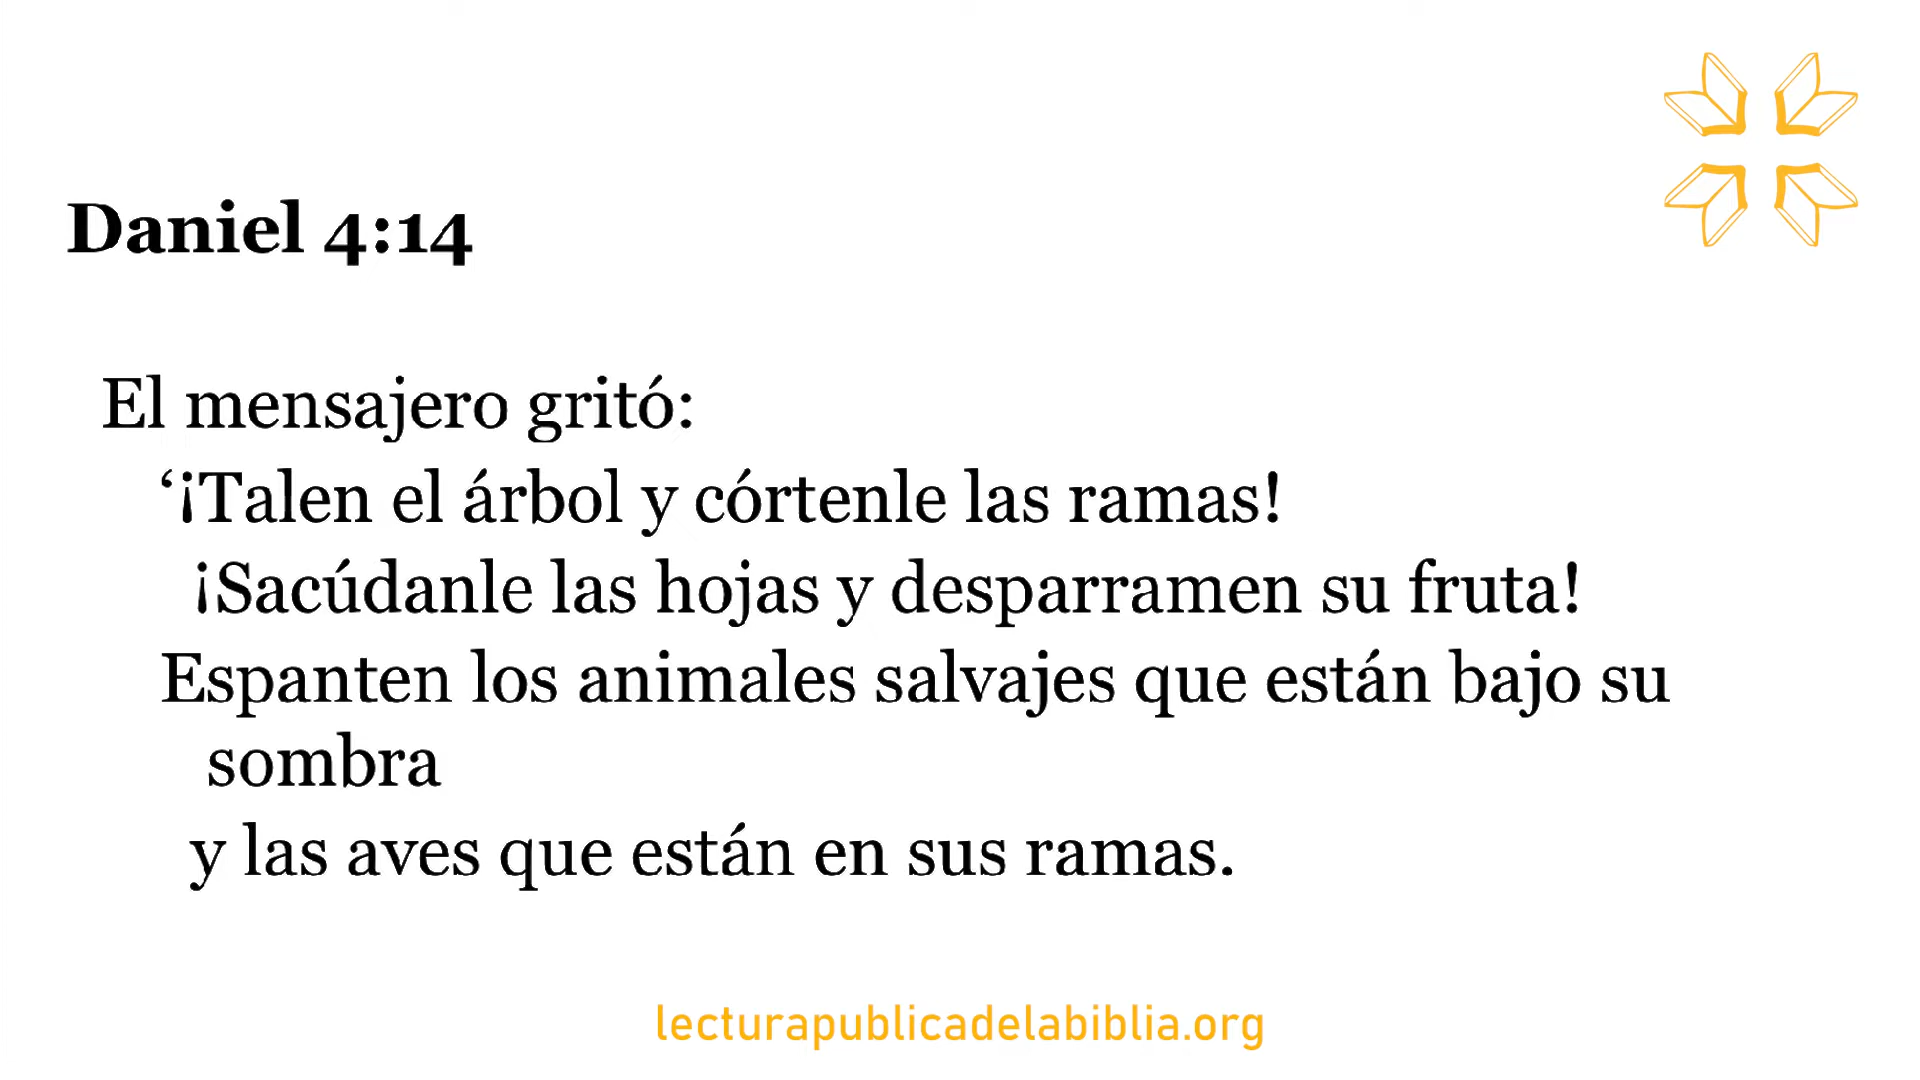 Daniel 4:14
El mensajero gritó:
‘¡Talen el árbol y córtenle las ramas!
¡Sacúdanle las hojas y desparramen su fruta!
Espanten los animales salvajes que están bajo su
sombra
y las aves que están en sus ramas.
lecturapublicadelabiblia.org